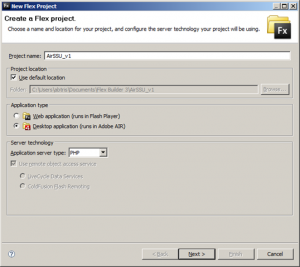 New Flex Project
Create a Flex project.
Choose a name and location for your project, and configure the server technology your project will be using.
Fx
Project name: AirSSU_v1
Project location
Use default location
Folder: C:\Users\
\Documents\Flex Builder 3\AirSSU_v1
Browse...
Application type
Web application (runs in Flash Player)
Desktop application (runs in Adobe AIR)
Server technology
Application server type: PHP
Use remote object access service
LiveCycle Data Services
ColdFusion Flash Remoting
?
< Back
Next >
Finish
Cancel